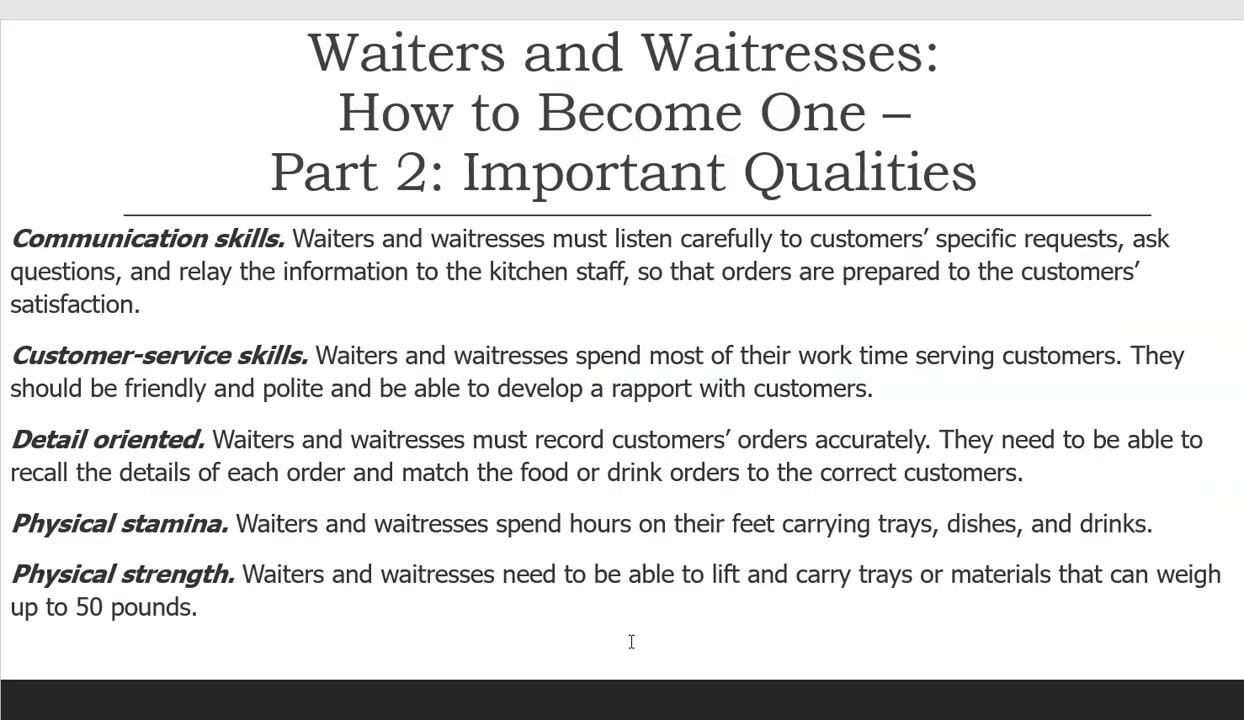 Waiters and Waitresses:
How to Become One –
Part 2: Important Qualities
Communication skills. Waiters and waitresses must listen carefully to customers’ specific requests, ask
questions, and relay the information to the kitchen staff, so that orders are prepared to the customers’
satisfaction.
Customer-service skills. Waiters and waitresses spend most of their work time serving customers. They
should be friendly and polite and be able to develop a rapport with customers.
Detail oriented. Waiters and waitresses must record customers’ orders accurately. They need to be able to
recall the details of each order and match the food or drink orders to the correct customers.
Physical stamina. Waiters and waitresses spend hours on their feet carrying trays, dishes, and drinks.
Physical strength. Waiters and waitresses need to be able to lift and carry trays or materials that can weigh
up to 50 pounds.